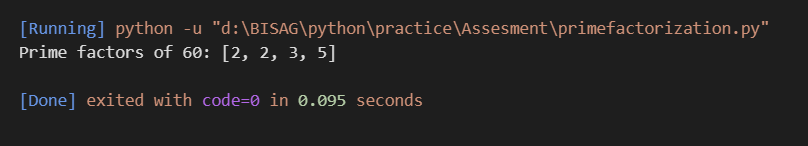 [Running] python -u "d:\BISAG\python\practice\Assesment\primefactorization.py"
Prime factors of 60: [2, 2, 3, 5]
[Done] exited with code=0 in 0.095 seconds